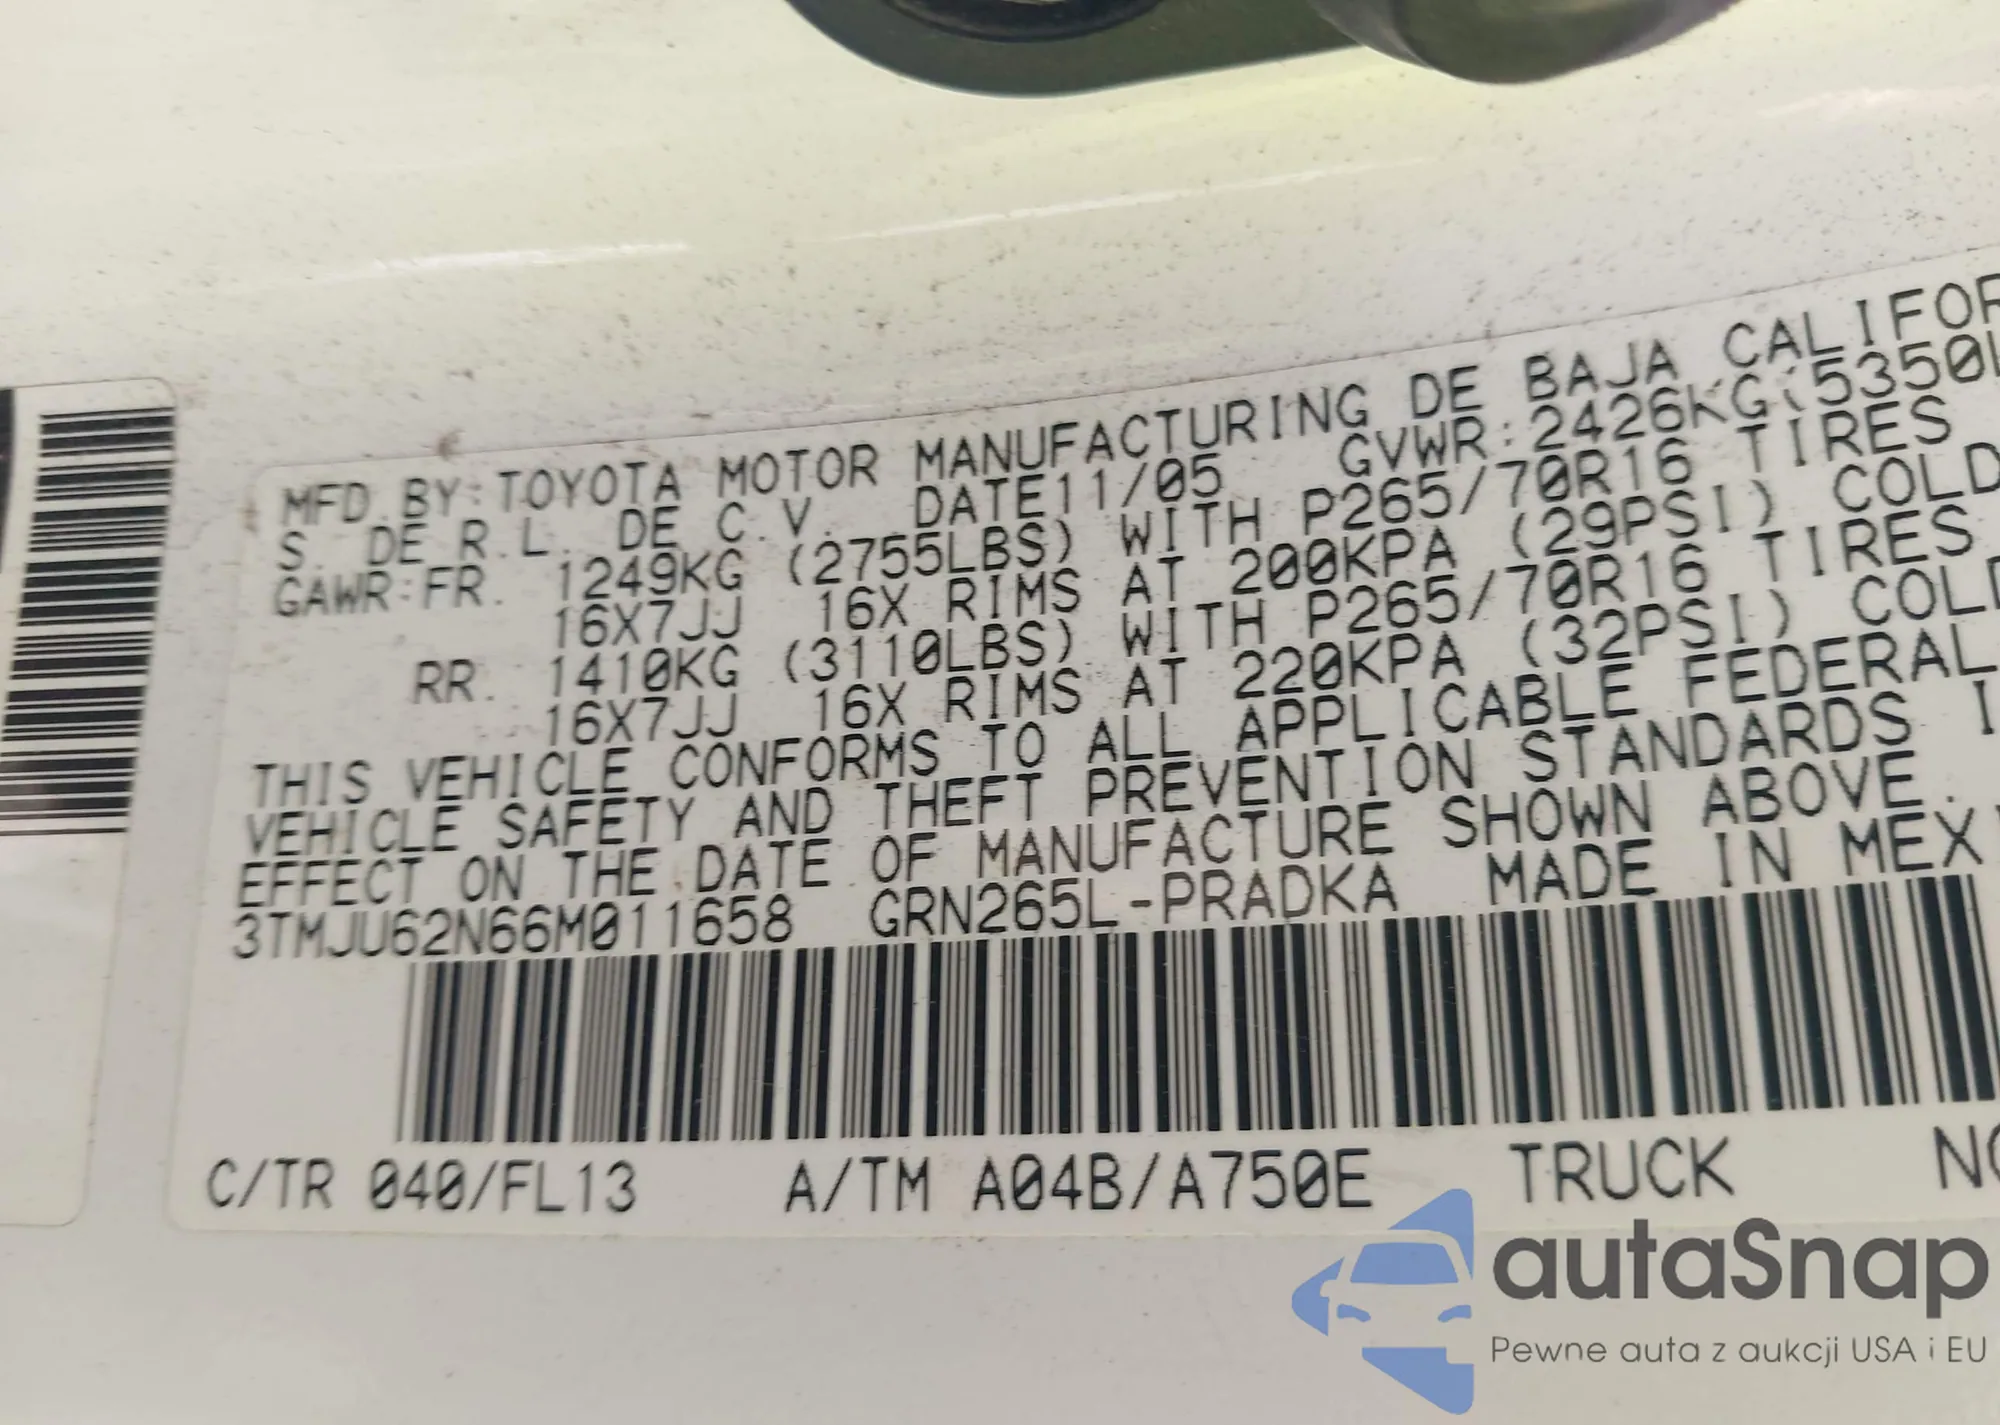 MFD.BY:TOYOTA MOTOR MANUFACTURING DE BAJA CALIFOR
S. DE R.L. DE C.V. DATE11/05 GVWR:2426KG(5350L
GAWR:FR. 1249KG (2755LBS) WITH P265/70R16 TIRES
16X7JJ 16X RIMS AT 200KPA (29PSI) COLD
RR. 1410KG (3110LBS) WITH P265/70R16 TIRES
16X7JJ 16X RIMS AT 220KPA (32PSI) COLD
THIS VEHICLE CONFORMS TO ALL APPLICABLE FEDERAL
VEHICLE SAFETY AND THEFT PREVENTION STANDARDS I
EFFECT ON THE DATE OF MANUFACTURE SHOWN ABOVE.
3TMJU62N66M011658 GRN265L-PRADKA MADE IN MEX
C/TR 040/FL13 A/TM A04B/A750E TRUCK NO
autaSnap
Pewne auta z aukcji USA i EU